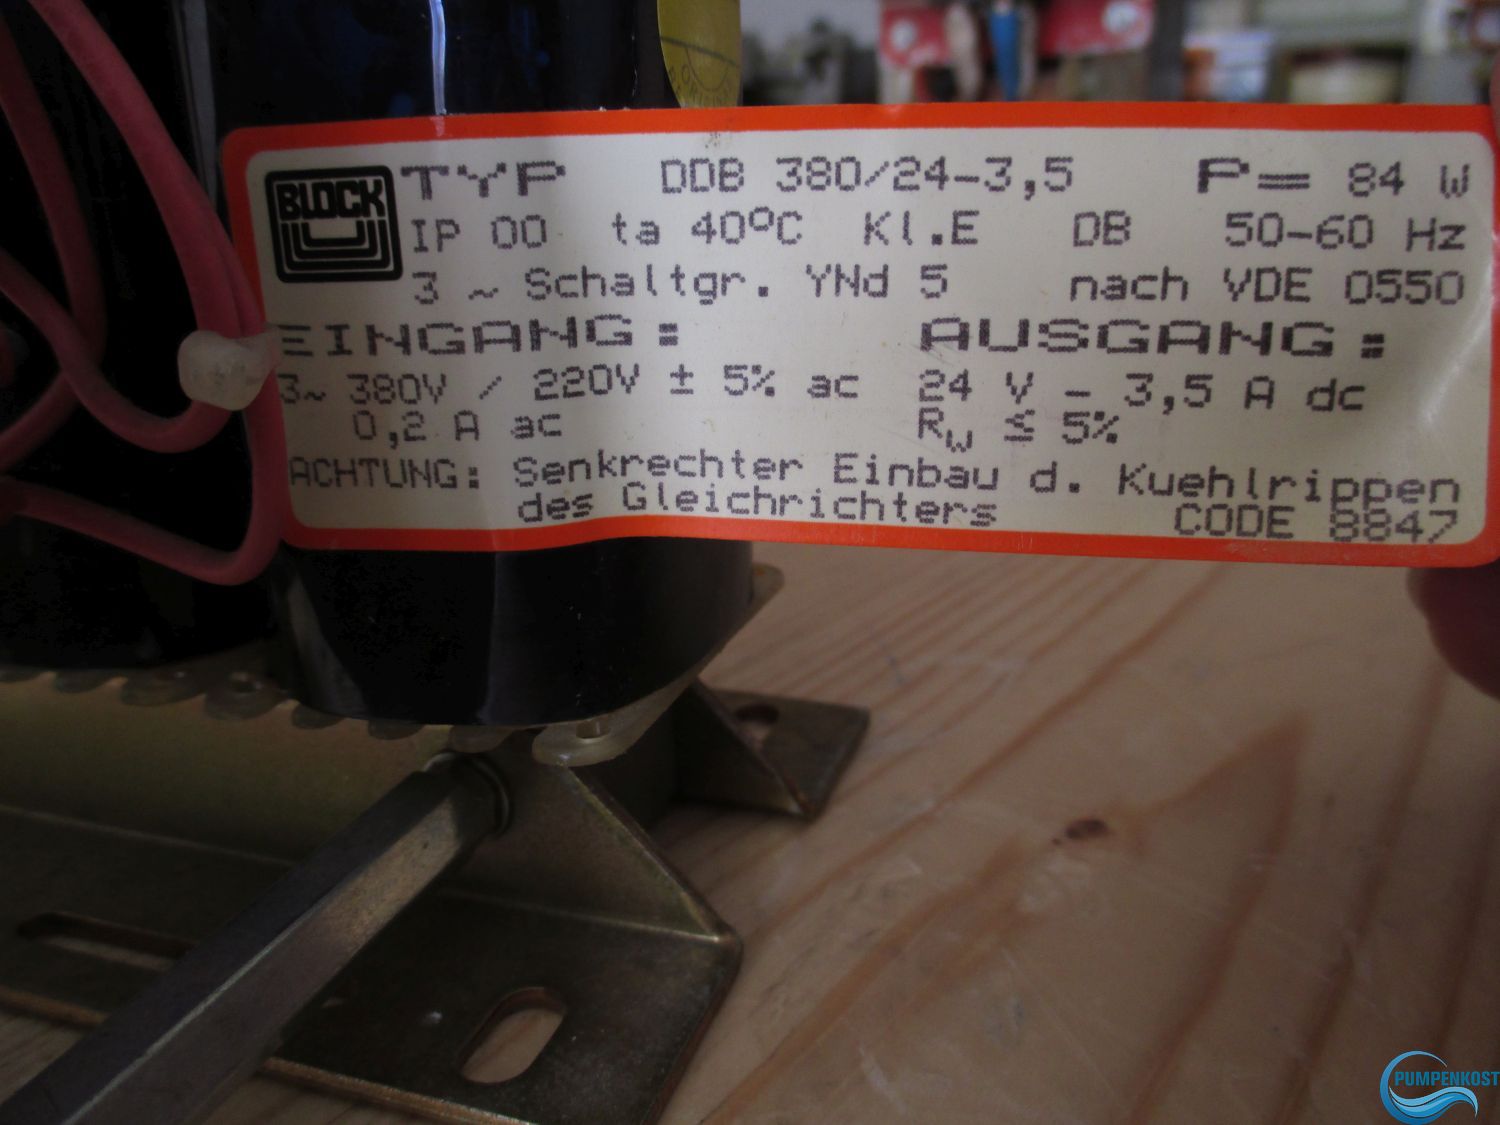 BLOCK
TYP DDB 380/24-3,5 P= 84 W
IP 00 ta 40°C Kl.E DB 50-60 Hz
3 ~ Schaltgr. YNd 5 nach VDE 0550
EINGANG: AUSGANG:
3~ 380V / 220V ± 5% ac 24 V - 3,5 A dc
0,2 A ac Rw ≤ 5%
ACHTUNG: Senkrechter Einbau d. Kuehlrippen
des Gleichrichters CODE 8847
PUMPENKOST